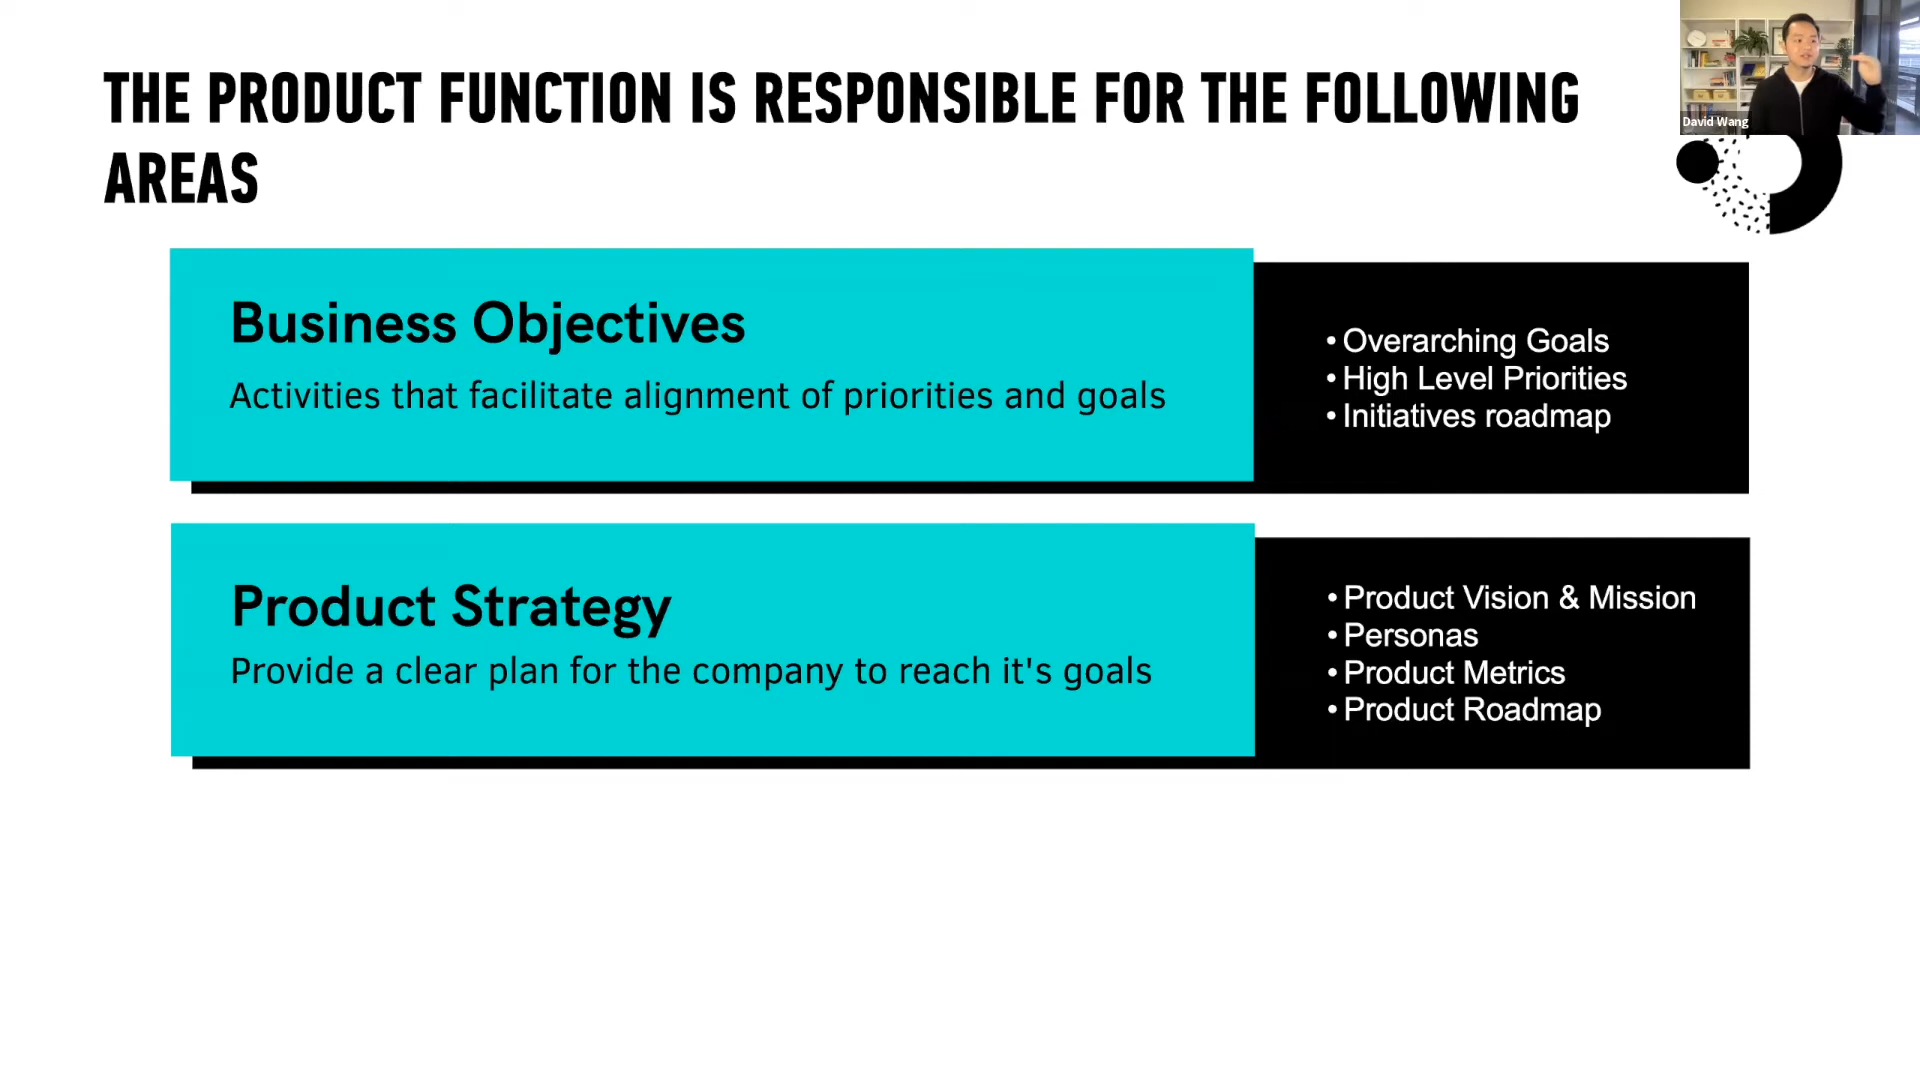 THE PRODUCT FUNCTION IS RESPONSIBLE FOR THE FOLLOWING
AREAS
David Wang
Business Objectives
Activities that facilitate alignment of priorities and goals
• Overarching Goals
• High Level Priorities
• Initiatives roadmap
Product Strategy
Provide a clear plan for the company to reach it's goals
• Product Vision & Mission
• Personas
• Product Metrics
• Product Roadmap